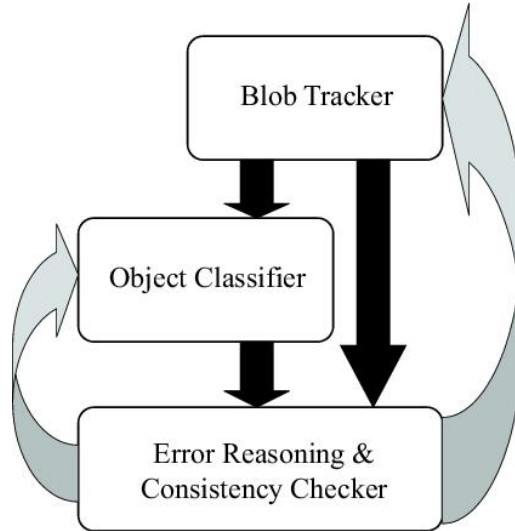 Blob Tracker
Object Classifier
Error Reasoning &
Consistency Checker